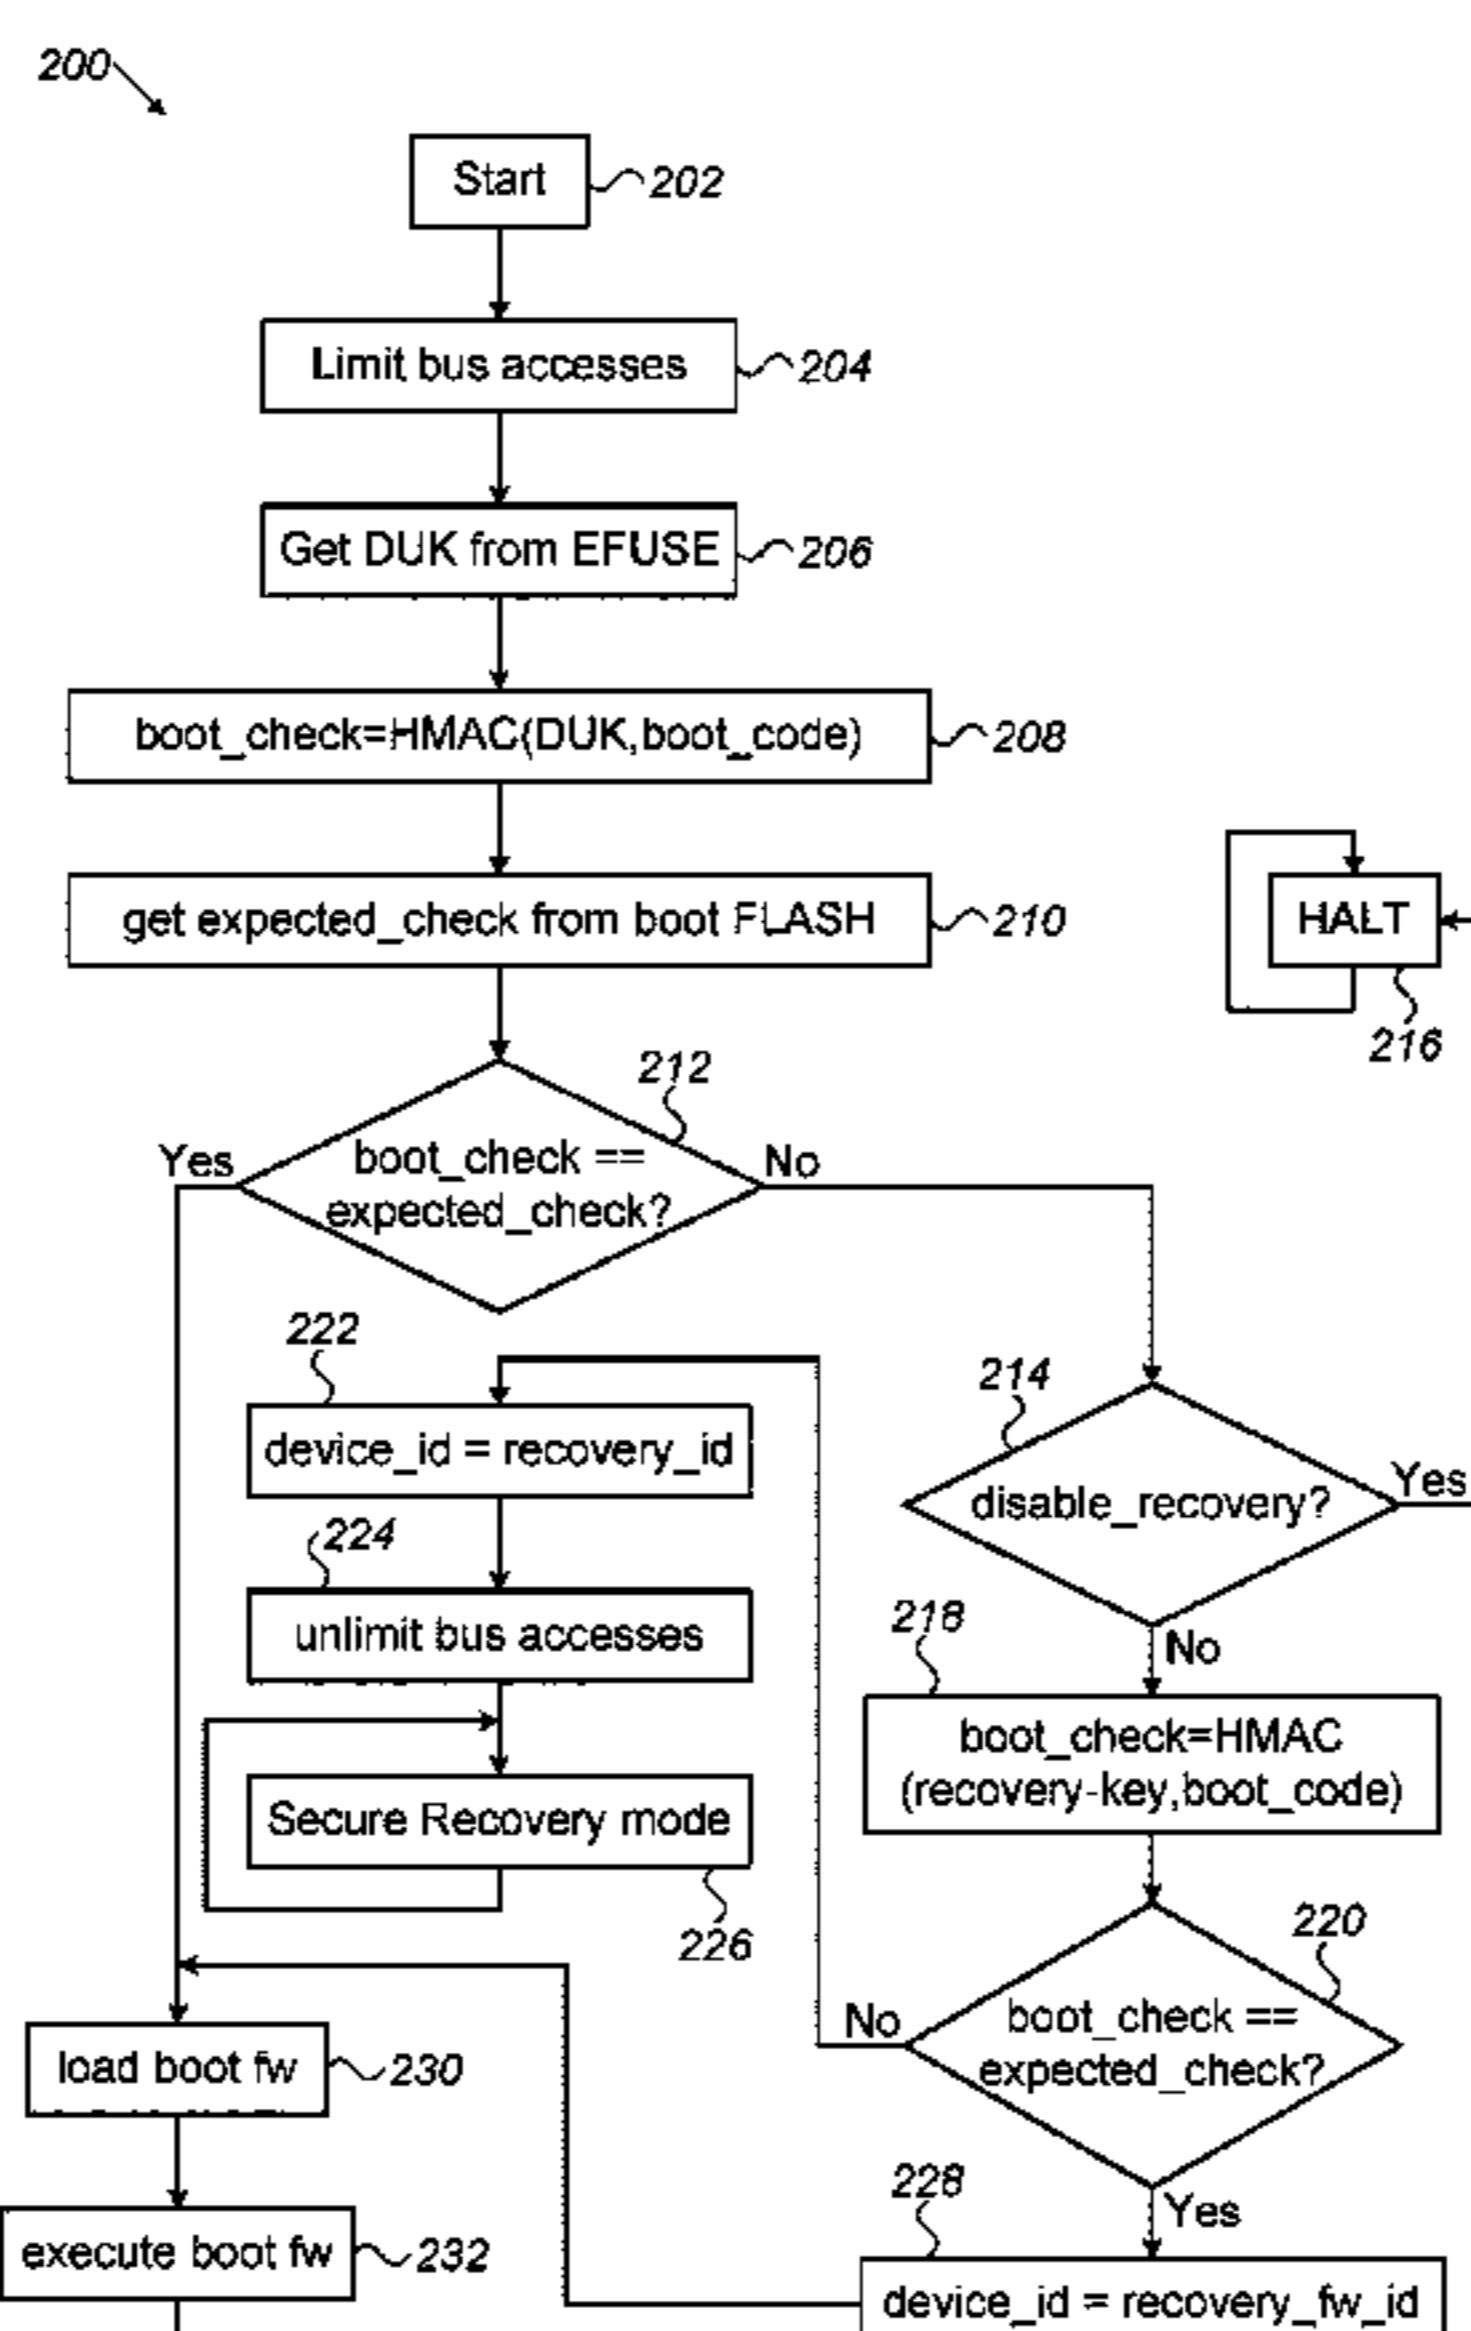 200
Start
202
Limit bus accesses
204
Get DUK from EFUSE
206
boot_check=HMAC(DUK,boot_code)
208
get expected_check from boot FLASH
210
HALT
216
212
Yes
boot_check ==
expected_check?
No
222
device_id = recovery_id
214
disable_recovery?
Yes
224
unlimit bus accesses
No
218
boot_check=HMAC
(recovery-key,boot_code)
Secure Recovery mode
226
220
No
boot_check ==
expected_check?
Yes
load boot fw
230
228
execute boot fw
232
device_id = recovery_fw_id